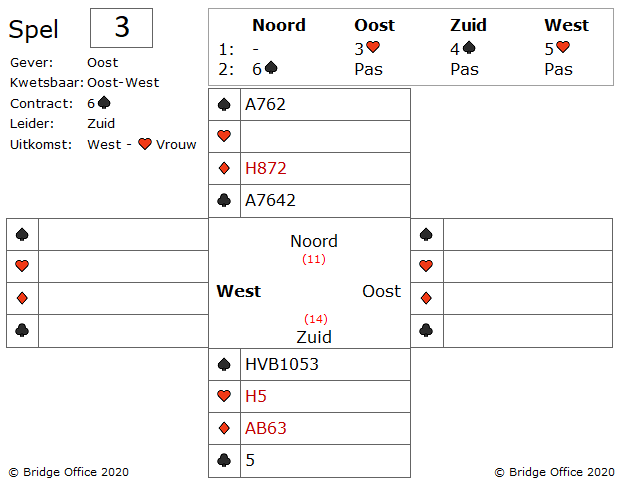 Spel 3
Noord Oost Zuid West
1: - 3♥ 4♠ 5♥
2: 6♠ Pas Pas Pas
Gever: Oost
Kwetsbaar: Oost-West
Contract: 6♠
Leider: Zuid
Uitkomst: West - ♥ Vrouw
♠ A762
♥
♦ H872
♣ A7642
♠
♥
♦
♣
Noord
(11)
West Oost
(14)
Zuid
♠
♥
♦
♣
♠ HVB1053
♥ H5
♦ AB63
♣ 5
© Bridge Office 2020
© Bridge Office 2020